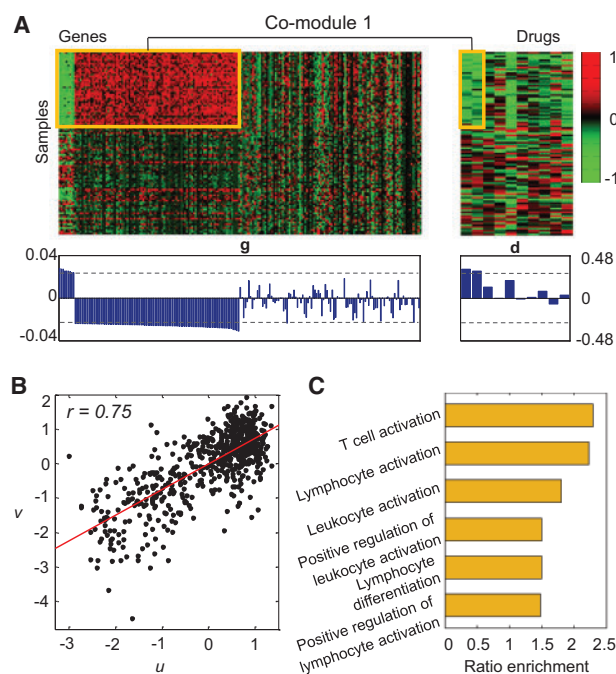 A
Co-module 1
Genes
Drugs
Samples
1
0
-1
g
d
0.04
0
-0.04
0.48
0
-0.48
B
r = 0.75
2
1
0
-1
-2
-3
-4
v
-3
-2
-1
0
1
u
C
T cell activation
Lymphocyte activation
Leukocyte activation
Positive regulation of
leukocyte activation
Lymphocyte
differentiation
Positive regulation of
lymphocyte activation
0
0.5
1
1.5
2
2.5
Ratio enrichment